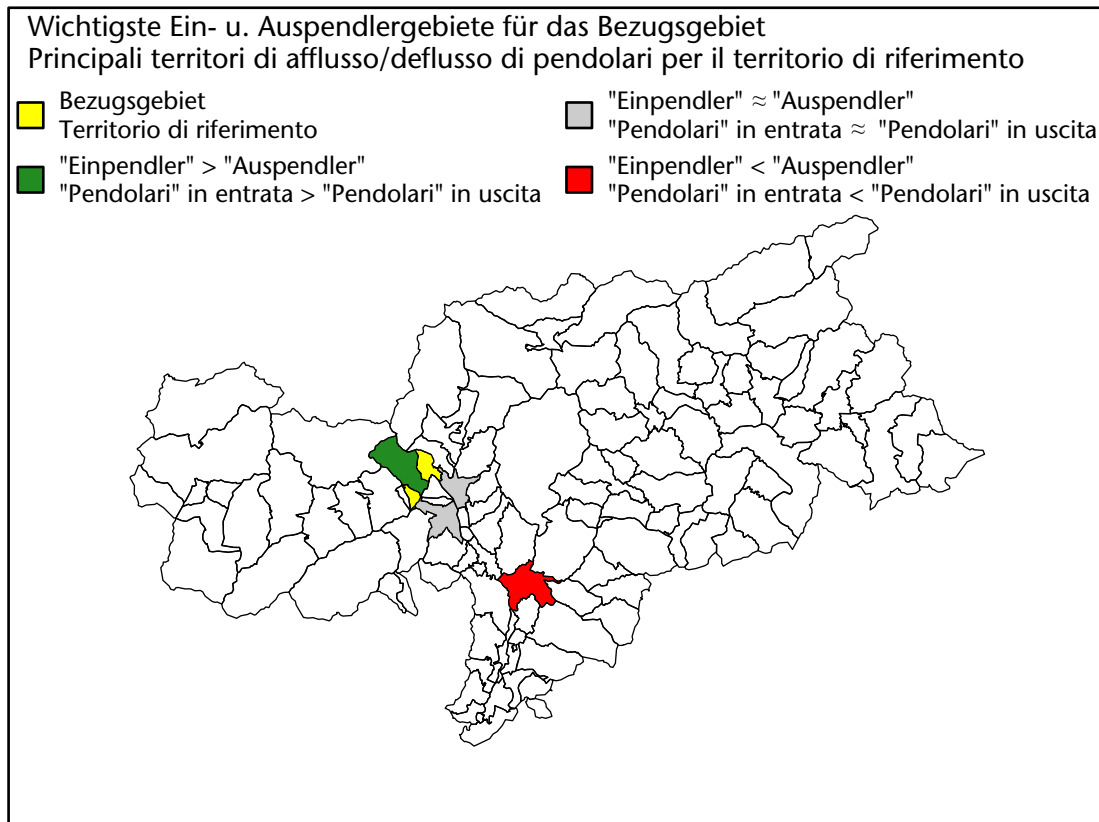 Wichtigste Ein- u. Auspendlergebiete für das Bezugsgebiet
Principali territori di afflusso/deflusso di pendolari per il territorio di riferimento
Bezugsgebiet
Territorio di riferimento
"Einpendler" > "Auspendler"
"Pendolari" in entrata > "Pendolari" in uscita
"Einpendler" ≈ "Auspendler"
"Pendolari" in entrata ≈ "Pendolari" in uscita
"Einpendler" < "Auspendler"
"Pendolari" in entrata < "Pendolari" in uscita